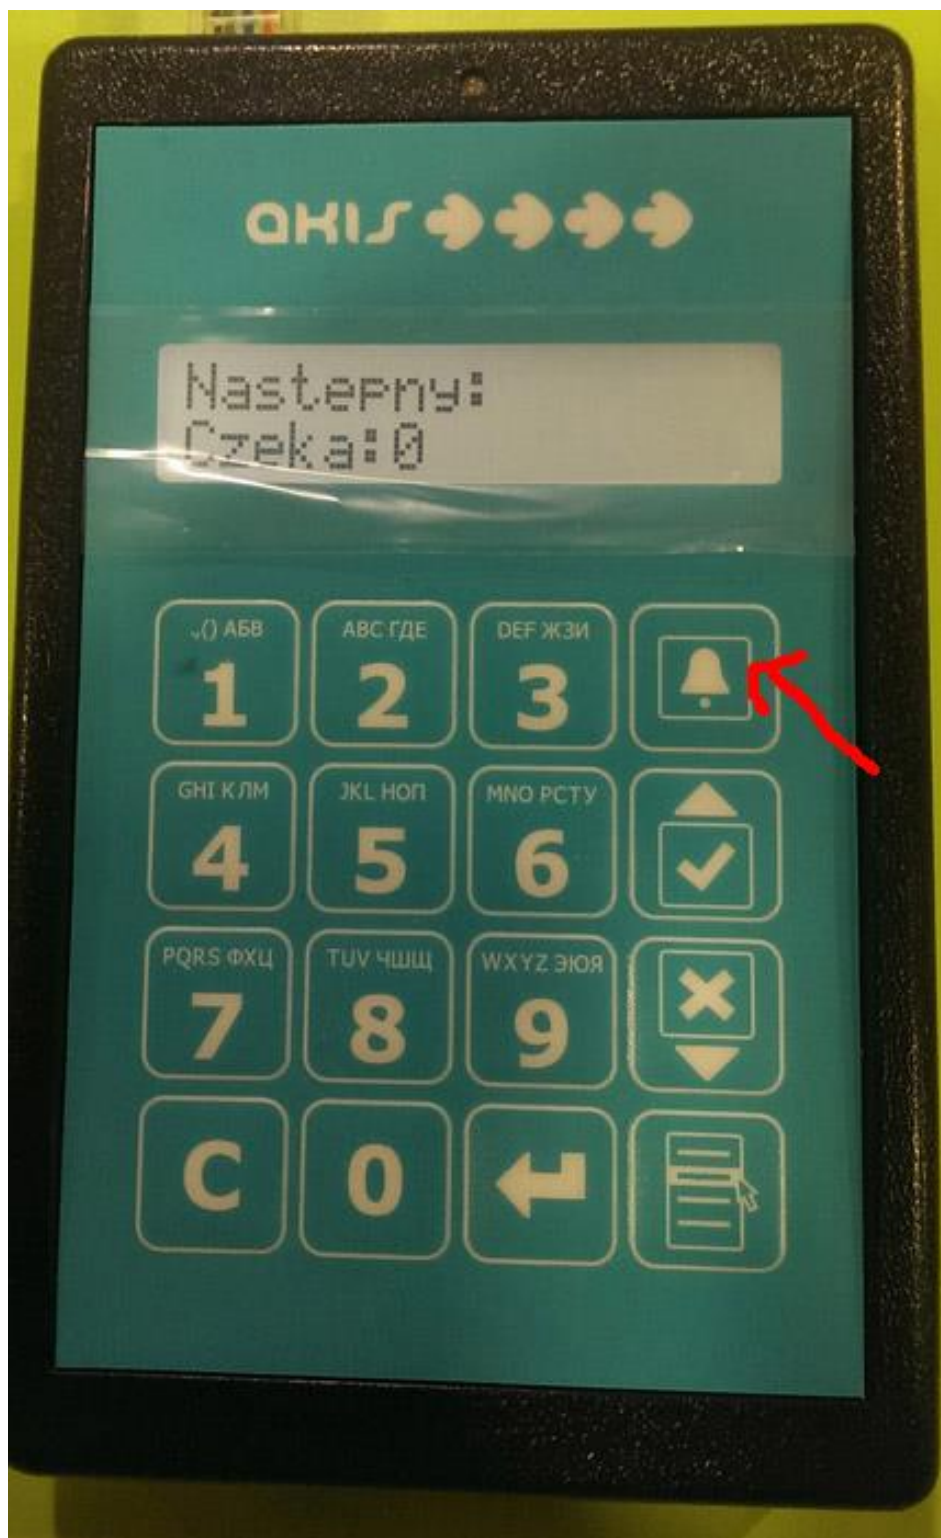 axis
Nastepny:
Czeka:0
.,() АБВ
ABC ГДЕ
DEF ЖЗИ
1
2
3
GHI КЛМ
JKL НОП
MNO РСТУ
4
5
6
PQRS ФХЦ
TUV ЧШЩ
WXYZ ЭЮЯ
7
8
9
C
0